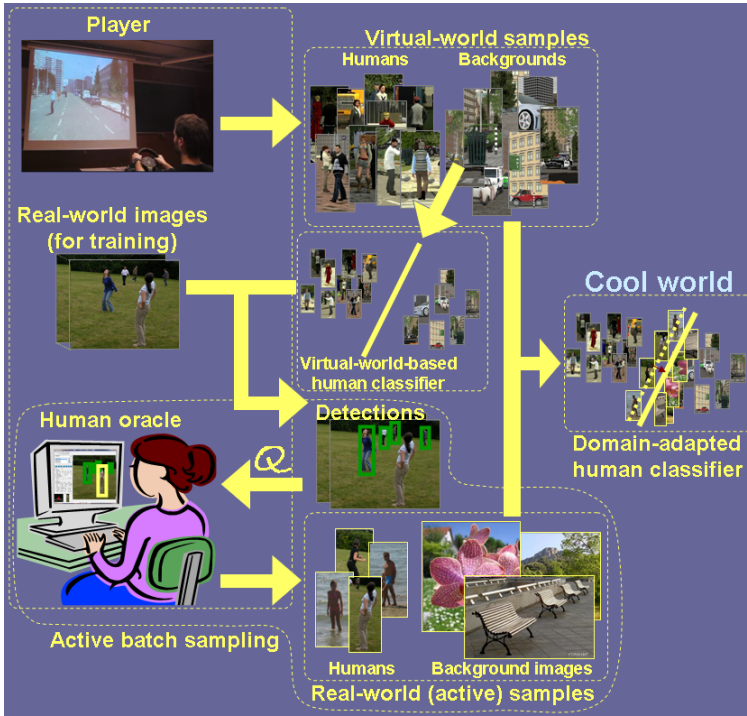 Player
Virtual-world samples
Humans
Backgrounds
Real-world images
(for training)
Virtual-world-based
human classifier
Cool world
Domain-adapted
human classifier
Human oracle
Detections
Q
Active batch sampling
Humans
Background images
Real-world (active) samples